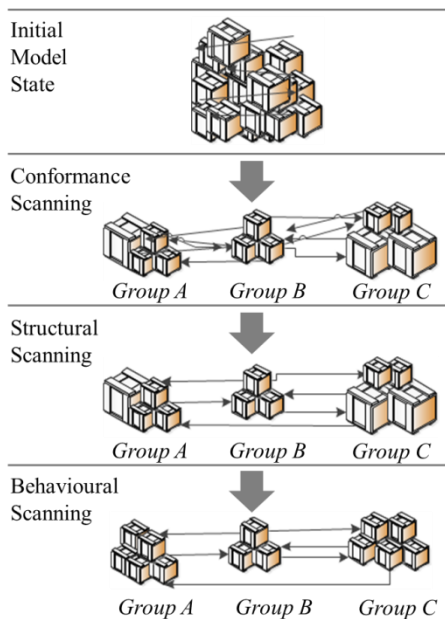 Initial
Model
State
Conformance
Scanning
Group A Group B Group C
Structural
Scanning
Group A Group B Group C
Behavioural
Scanning
Group A Group B Group C